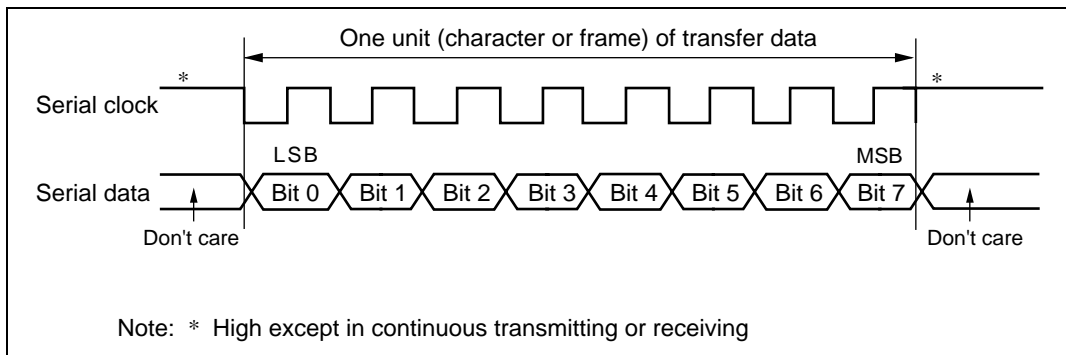 One unit (character or frame) of transfer data
* *
Serial clock
LSB MSB
Serial data Bit 0 Bit 1 Bit 2 Bit 3 Bit 4 Bit 5 Bit 6 Bit 7
Don't care Don't care
Note: * High except in continuous transmitting or receiving